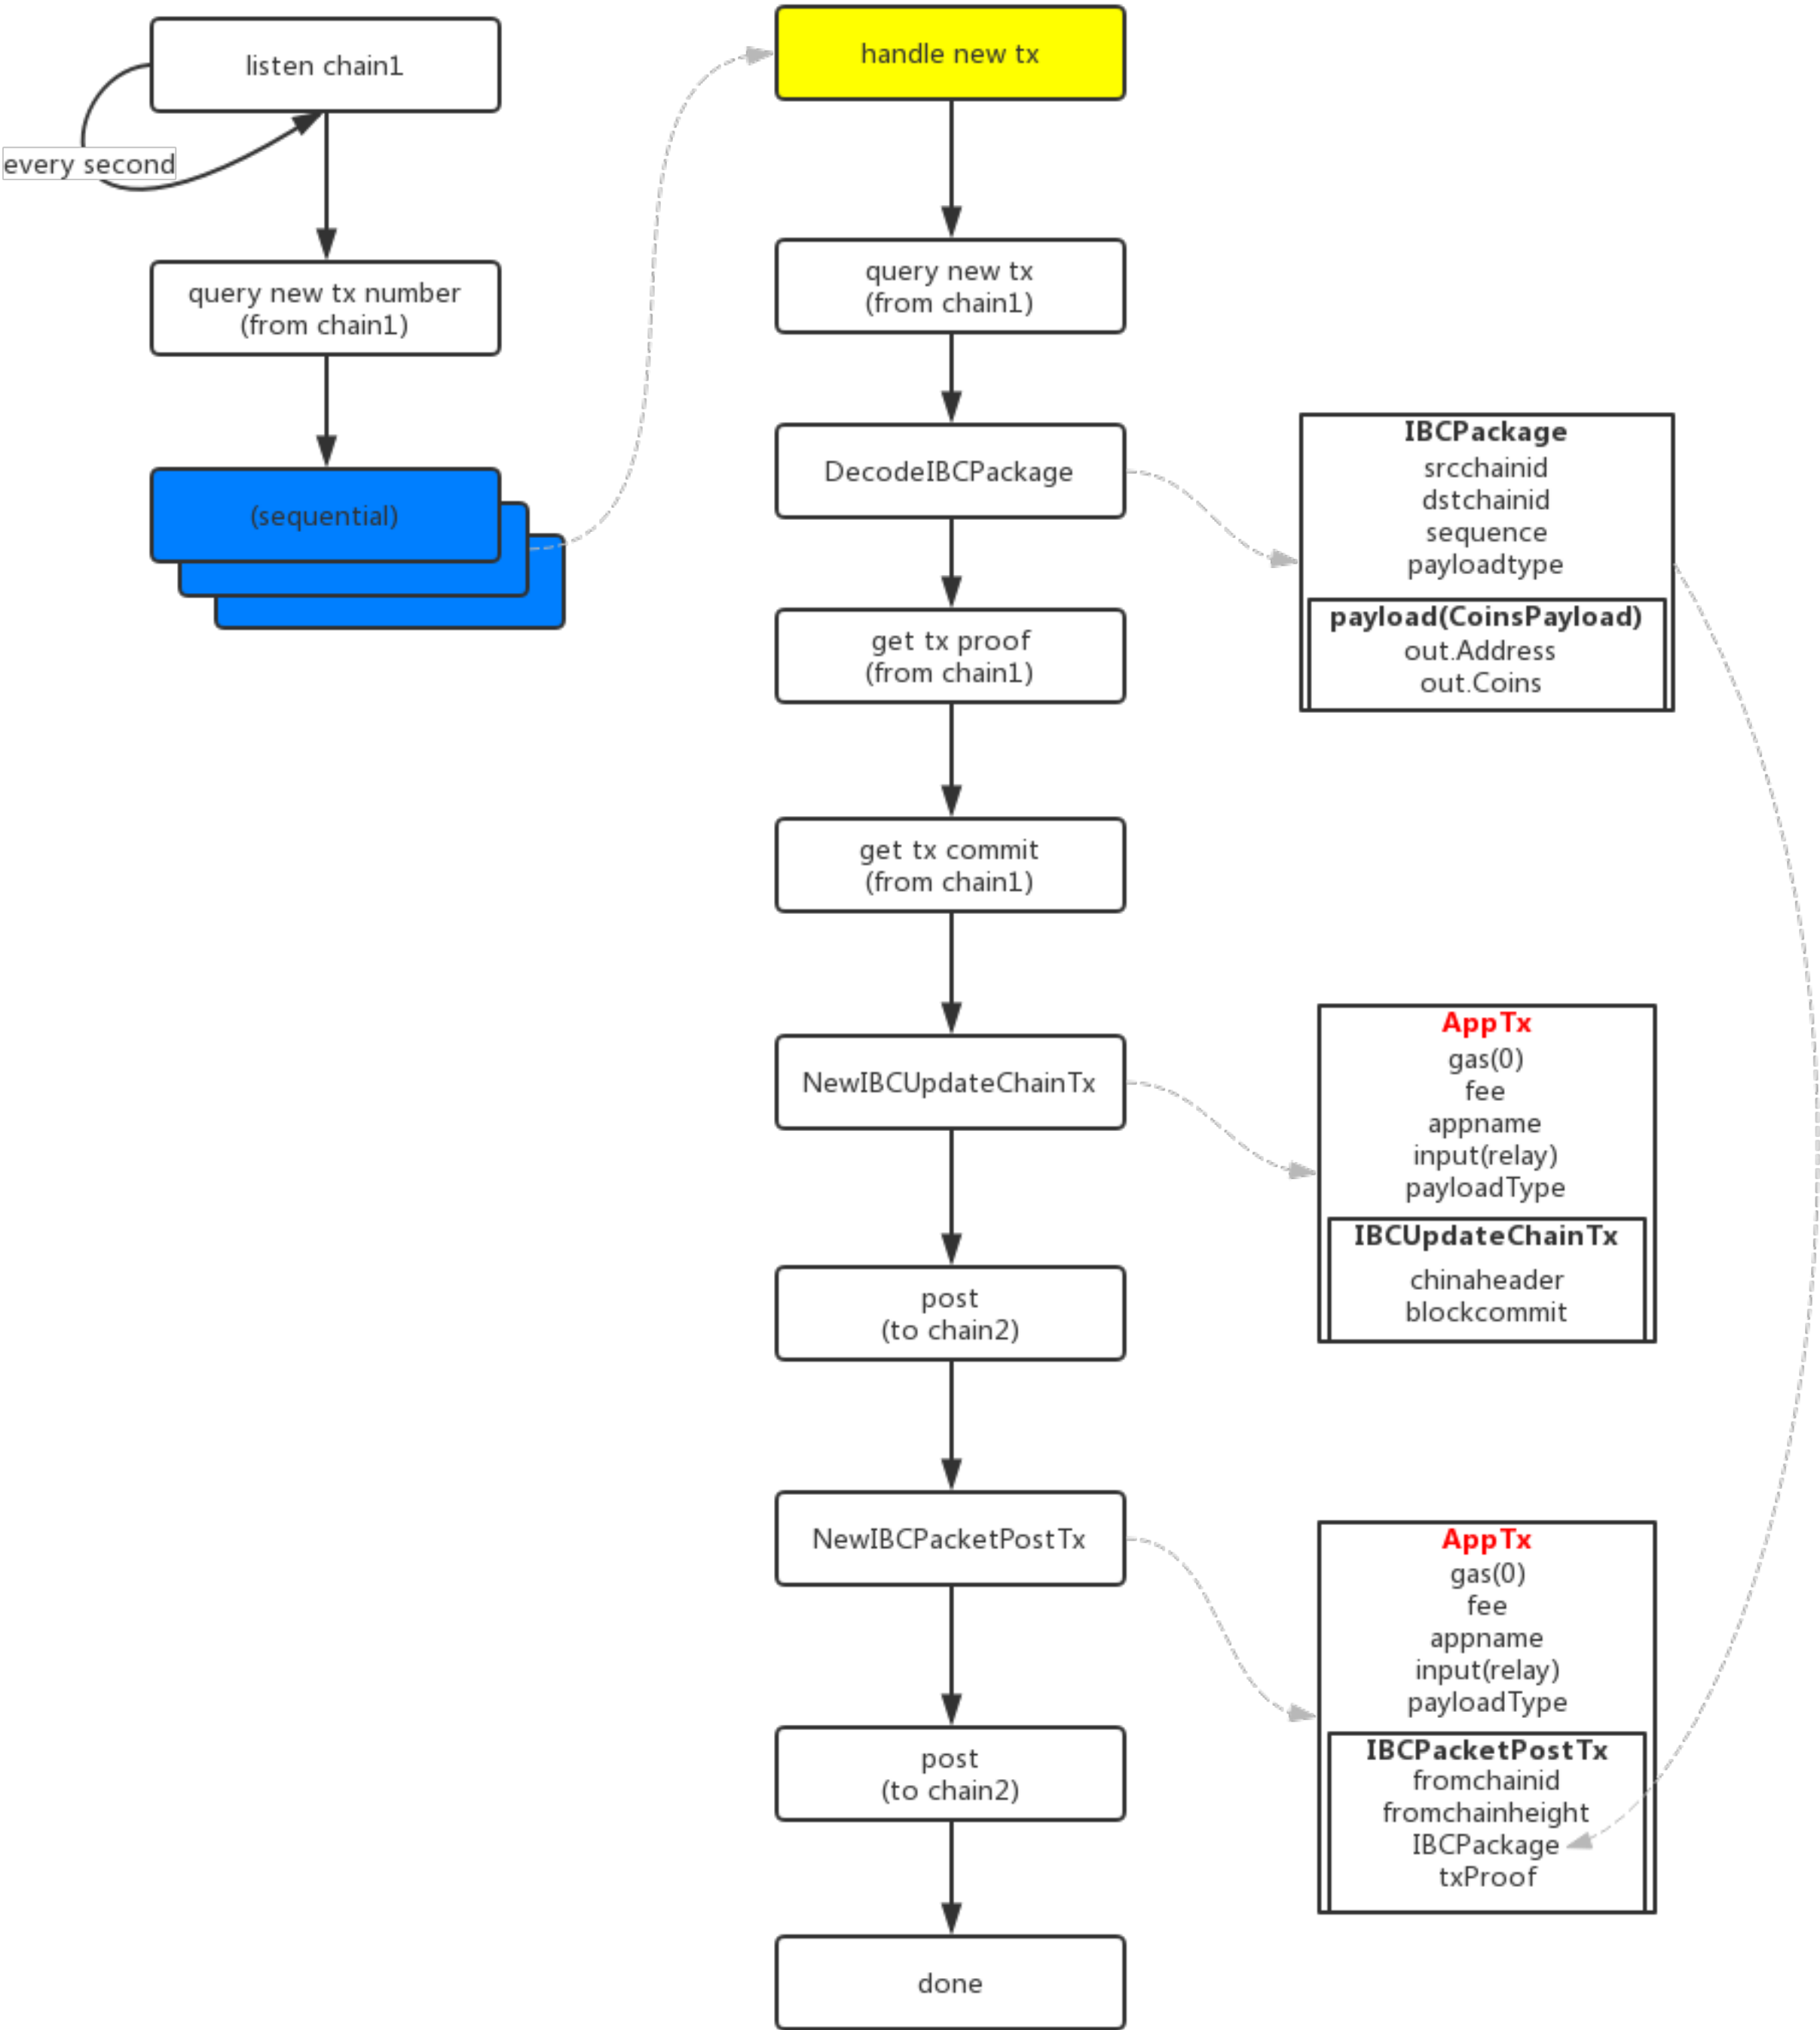 listen chain1
every second
query new tx number
(from chain1)
(sequential)
handle new tx
query new tx
(from chain1)
DecodeIBCPackage
get tx proof
(from chain1)
get tx commit
(from chain1)
NewIBCUpdateChainTx
post
(to chain2)
NewIBCPacketPostTx
post
(to chain2)
done
IBCPackage
srcchainid
dstchainid
sequence
payloadtype
payload(CoinsPayload)
out.Address
out.Coins
AppTx
gas(0)
fee
appname
input(relay)
payloadType
IBCUpdateChainTx
chinaheader
blockcommit
AppTx
gas(0)
fee
appname
input(relay)
payloadType
IBCPacketPostTx
fromchainid
fromchainheight
IBCPackage
txProof